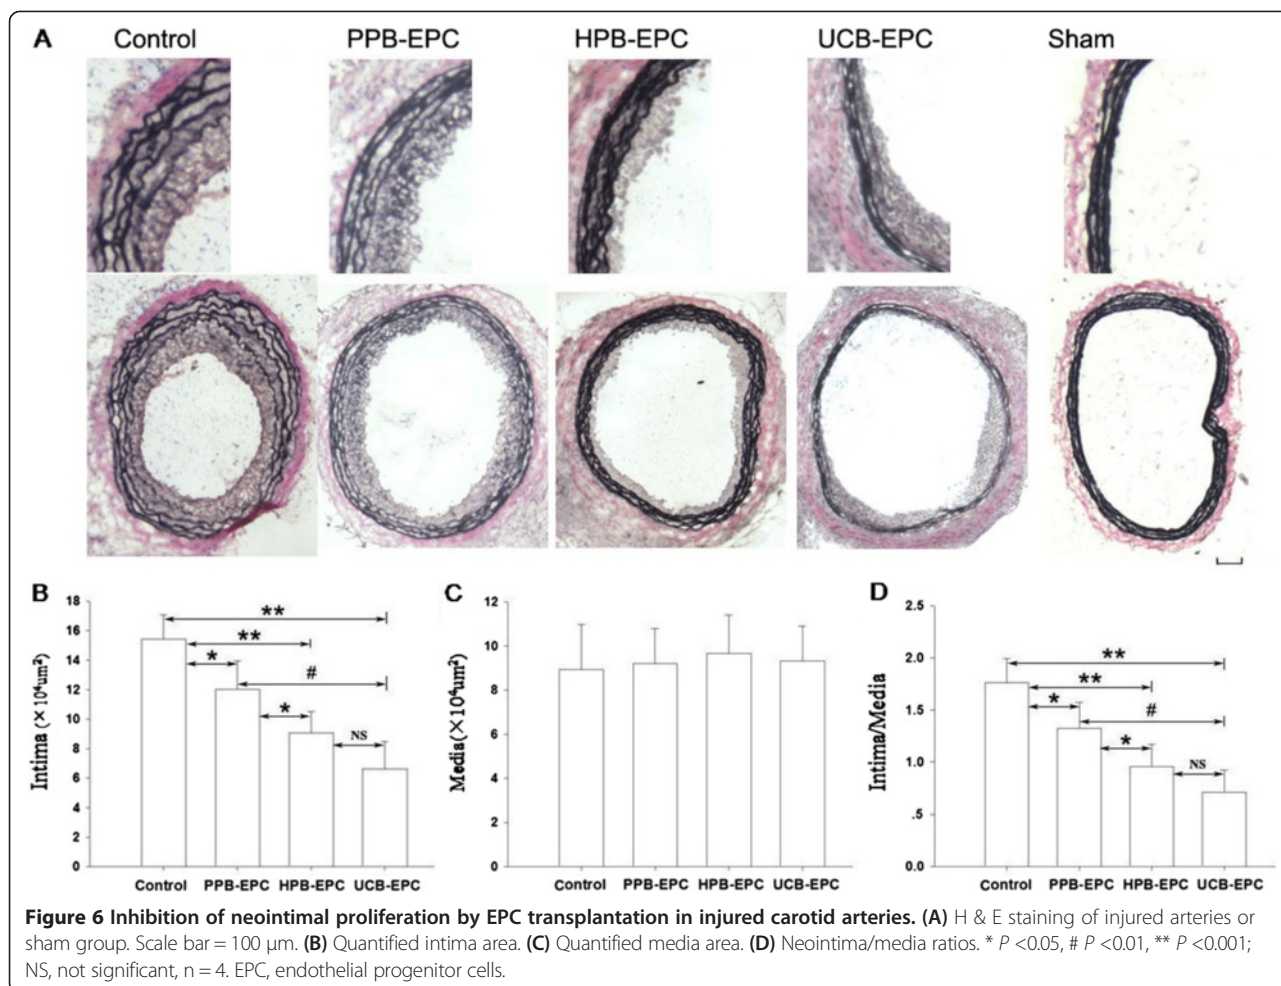 A Control PPB-EPC HPB-EPC UCB-EPC Sham
B
Intima (×10⁴um²)
18
16
14
12
10
8
6
4
2
0
**
**
*
#
*
NS
Control PPB-EPC HPB-EPC UCB-EPC
C
Media(×10⁴um²)
12
10
8
6
4
2
0
Control PPB-EPC HPB-EPC UCB-EPC
D
Intima/Media
2.5
2.0
1.5
1.0
.5
0.0
**
**
*
#
*
NS
Control PPB-EPC HPB-EPC UCB-EPC
Figure 6 Inhibition of neointimal proliferation by EPC transplantation in injured carotid arteries. (A) H & E staining of injured arteries or
sham group. Scale bar = 100 μm. (B) Quantified intima area. (C) Quantified media area. (D) Neointima/media ratios. * P <0.05, # P <0.01, ** P <0.001;
NS, not significant, n = 4. EPC, endothelial progenitor cells.